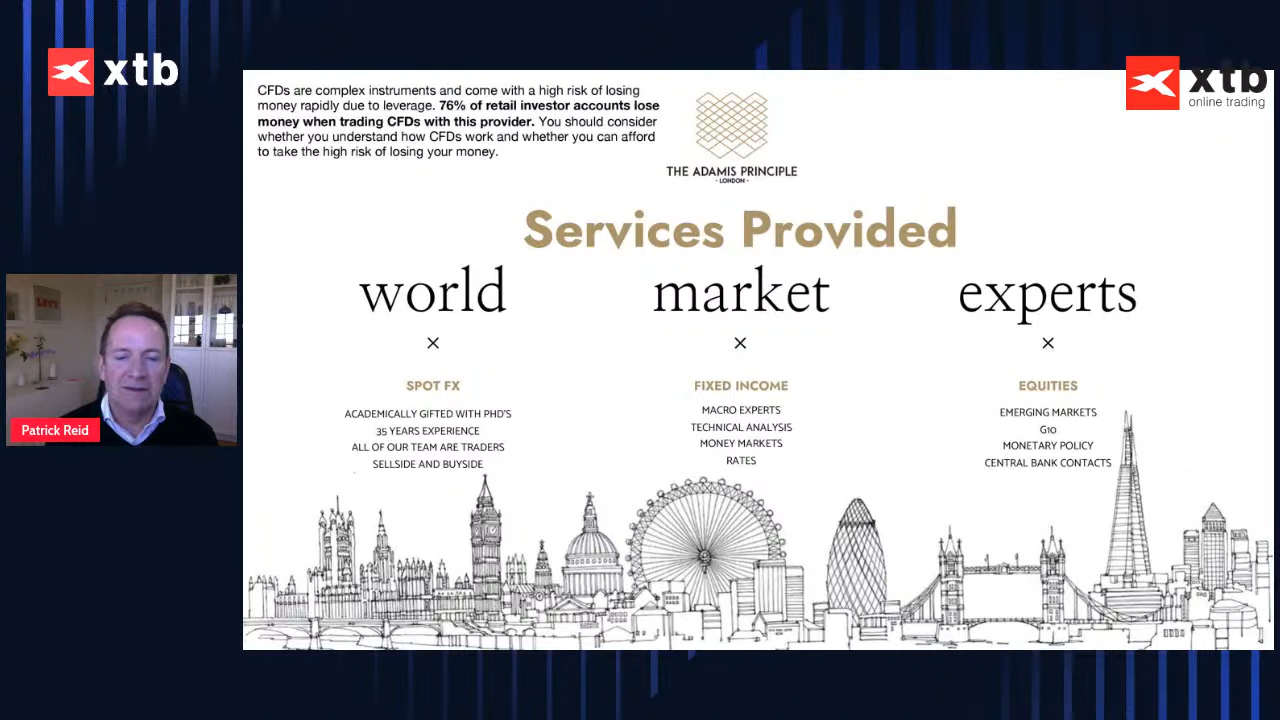 xtb
xtb
online trading
CFDs are complex instruments and come with a high risk of losing
money rapidly due to leverage. 76% of retail investor accounts lose
money when trading CFDs with this provider. You should consider
whether you understand how CFDs work and whether you can afford
to take the high risk of losing your money.
THE ADAMIS PRINCIPLE
- LONDON -
Services Provided
world
market
experts
SPOT FX
ACADEMICALLY GIFTED WITH PHD'S
35 YEARS EXPERIENCE
ALL OF OUR TEAM ARE TRADERS
SELLSIDE AND BUYSIDE
FIXED INCOME
MACRO EXPERTS
TECHNICAL ANALYSIS
MONEY MARKETS
RATES
EQUITIES
EMERGING MARKETS
G10
MONETARY POLICY
CENTRAL BANK CONTACTS
Patrick Reid